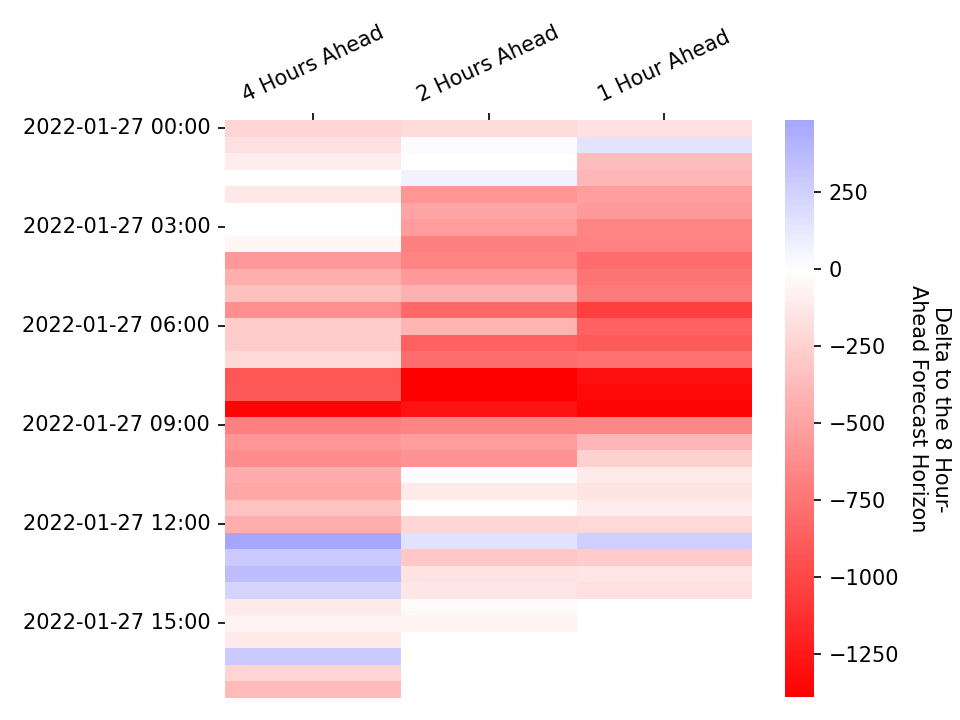 4 Hours Ahead
2 Hours Ahead
1 Hour Ahead
2022-01-27 00:00
2022-01-27 03:00
2022-01-27 06:00
2022-01-27 09:00
2022-01-27 12:00
2022-01-27 15:00
250
0
−250
−500
−750
−1000
−1250
Delta to the 8 Hour-
Ahead Forecast Horizon